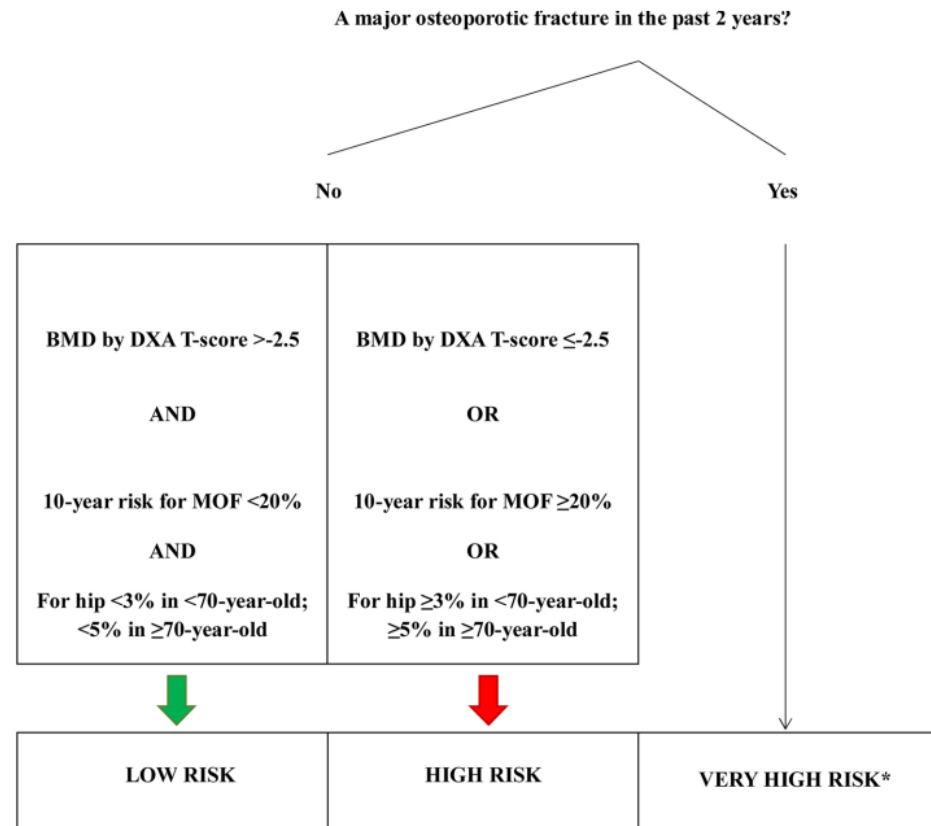 A major osteoporotic fracture in the past 2 years?
No
Yes
BMD by DXA T-score >-2.5
AND
10-year risk for MOF <20%
AND
For hip <3% in <70-year-old;
<5% in ≥70-year-old
BMD by DXA T-score ≤-2.5
OR
10-year risk for MOF ≥20%
OR
For hip ≥3% in <70-year-old;
≥5% in ≥70-year-old
LOW RISK
HIGH RISK
VERY HIGH RISK*